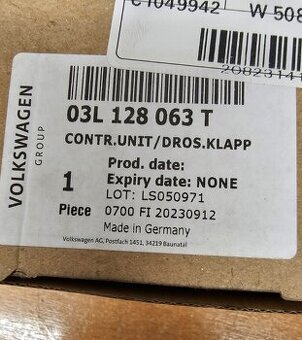 C1049942 W 508
2082314
VOLKSWAGEN
GROUP
03L 128 063 T
CONTR.UNIT/DROS.KLAPP
Prod. date:
1 Expiry date: NONE
LOT: LS050971
Piece 0700 FI 20230912
Made in Germany
Volkswagen AG, Postfach 1451, 34219 Baunatal